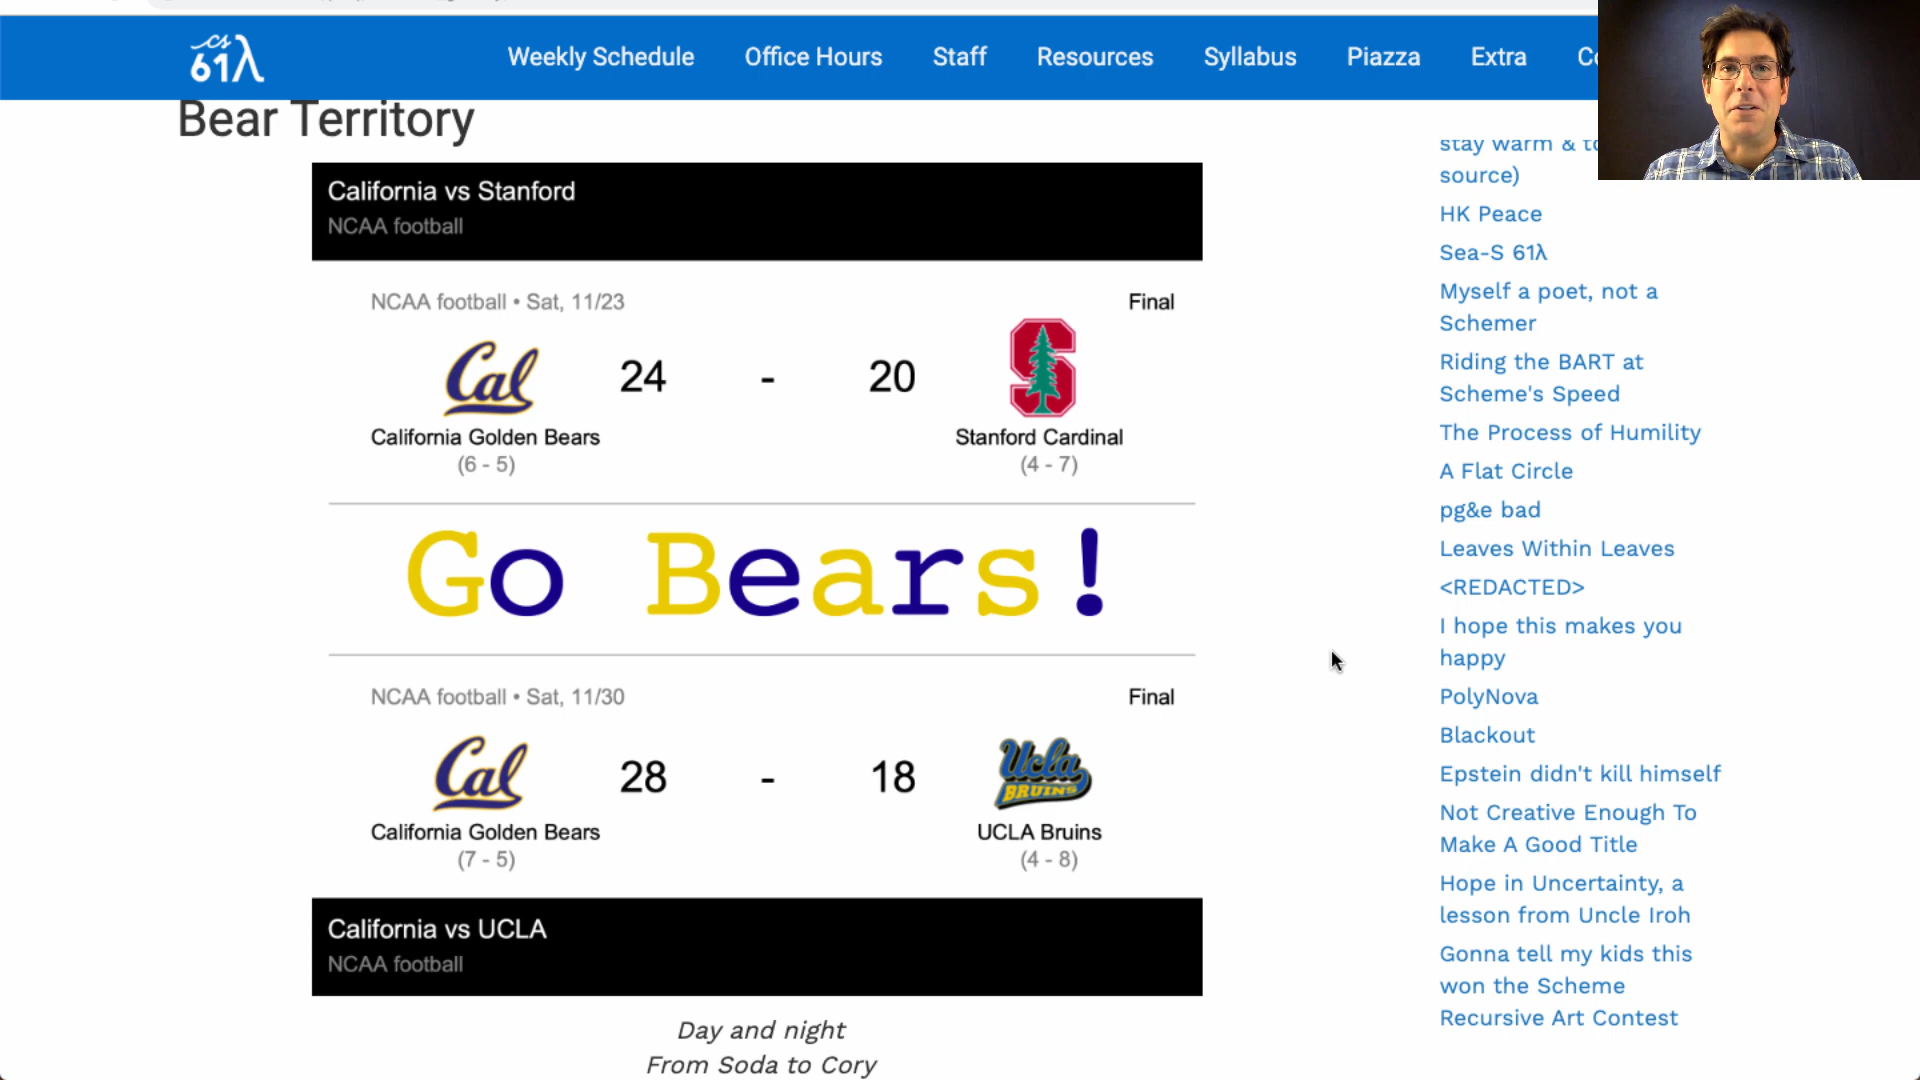 cs
61λ
Weekly Schedule
Office Hours
Staff
Resources
Syllabus
Piazza
Extra
Bear Territory
California vs Stanford
NCAA football
NCAA football • Sat, 11/23
Final
Cal
24 - 20
S
California Golden Bears
(6 - 5)
Stanford Cardinal
(4 - 7)
Go Bears!
NCAA football • Sat, 11/30
Final
Cal
28 - 18
Ucla
BRUINS
California Golden Bears
(7 - 5)
UCLA Bruins
(4 - 8)
California vs UCLA
NCAA football
Day and night
From Soda to Cory
stay warm &
source)
HK Peace
Sea-S 61λ
Myself a poet, not a
Schemer
Riding the BART at
Scheme's Speed
The Process of Humility
A Flat Circle
pg&e bad
Leaves Within Leaves
<REDACTED>
I hope this makes you
happy
PolyNova
Blackout
Epstein didn't kill himself
Not Creative Enough To
Make A Good Title
Hope in Uncertainty, a
lesson from Uncle Iroh
Gonna tell my kids this
won the Scheme
Recursive Art Contest